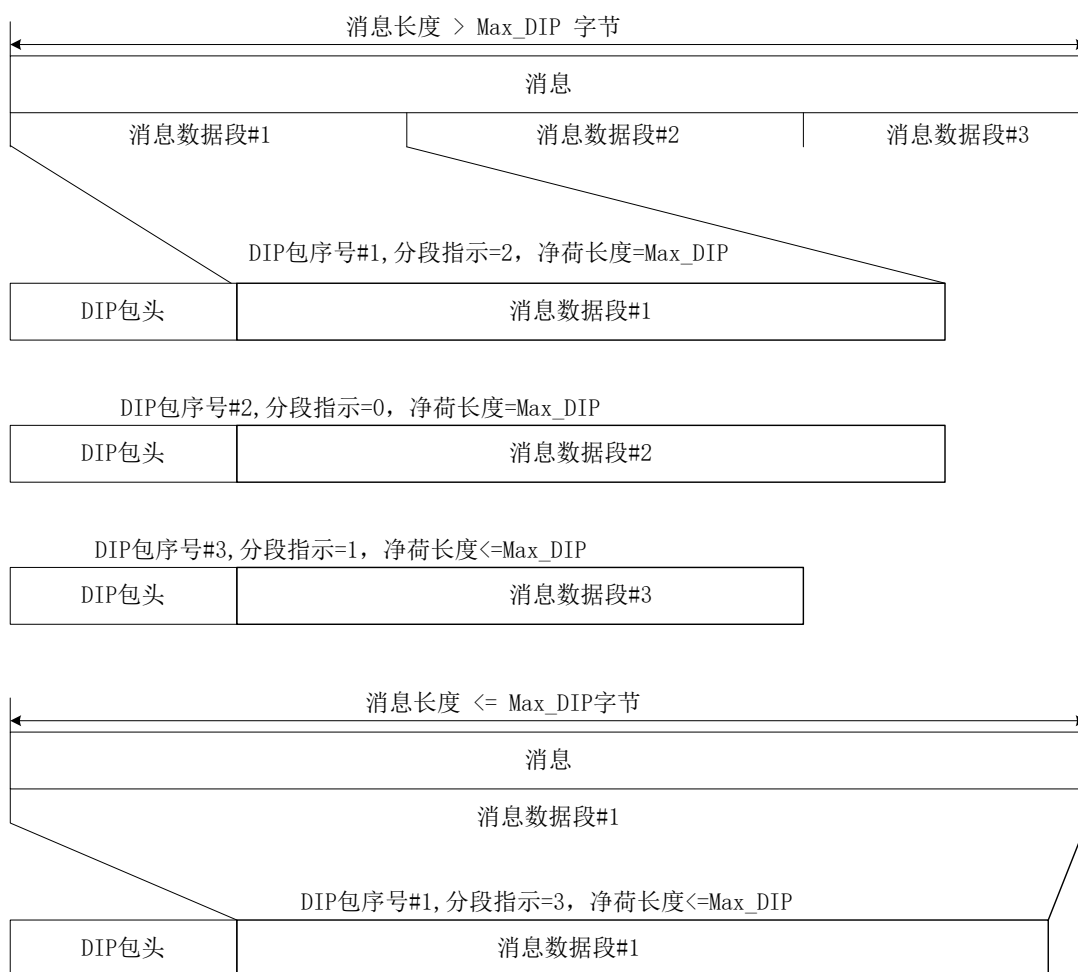 消息长度 > Max_DIP 字节
消息
消息数据段#1
消息数据段#2
消息数据段#3
DIP包序号#1,分段指示=2，净荷长度=Max_DIP
DIP包头
消息数据段#1
DIP包序号#2,分段指示=0，净荷长度=Max_DIP
DIP包头
消息数据段#2
DIP包序号#3,分段指示=1，净荷长度<=Max_DIP
DIP包头
消息数据段#3
消息长度 <= Max_DIP字节
消息
消息数据段#1
DIP包序号#1,分段指示=3，净荷长度<=Max_DIP
DIP包头
消息数据段#1